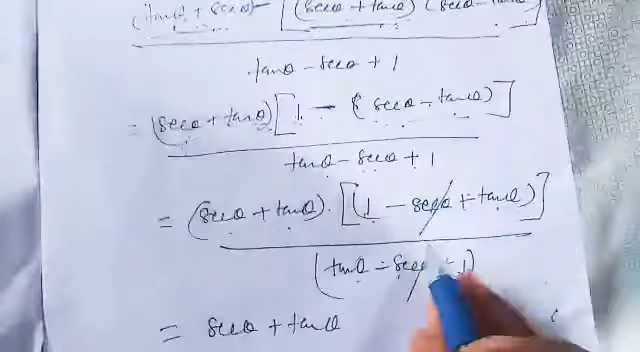 (tanθ + secθ) - [(secθ + tanθ) (secθ - tanθ)]
tanθ - secθ + 1
= (secθ + tanθ) [1 - (secθ - tanθ)]
tanθ - secθ + 1
= (secθ + tanθ) . [(1 - secθ + tanθ)]
(tanθ - secθ + 1)
= secθ + tanθ